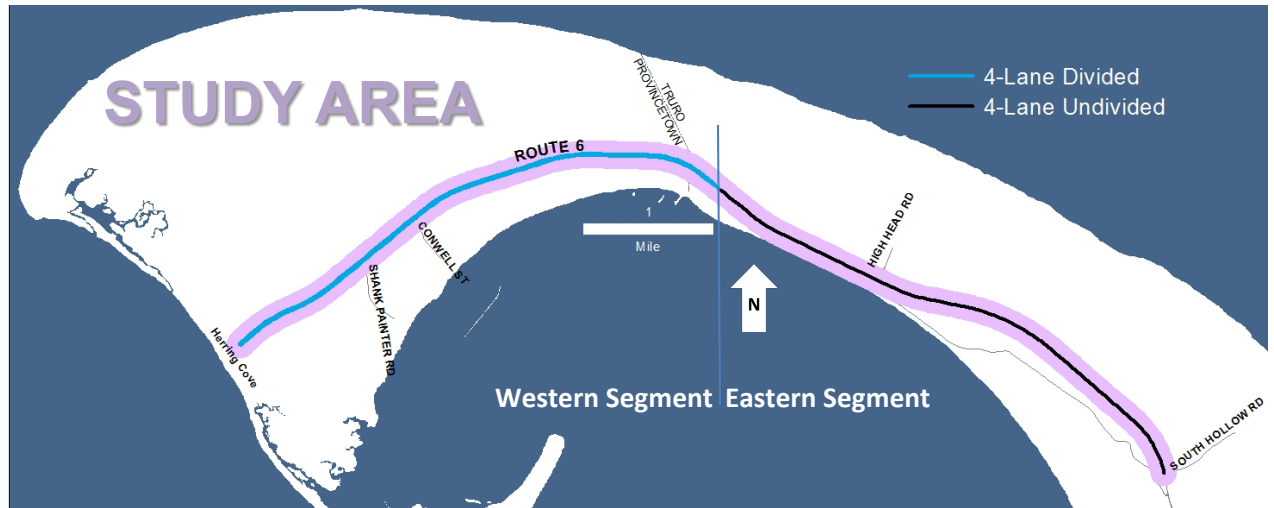 STUDY AREA
4-Lane Divided
4-Lane Undivided
TRURO
PROVINCETOWN
ROUTE 6
HIGH HEAD RD
1
Mile
CONWELL ST
SHANK PAINTER RD
N
Herring Cove
Western Segment
Eastern Segment
SOUTH HOLLOW RD